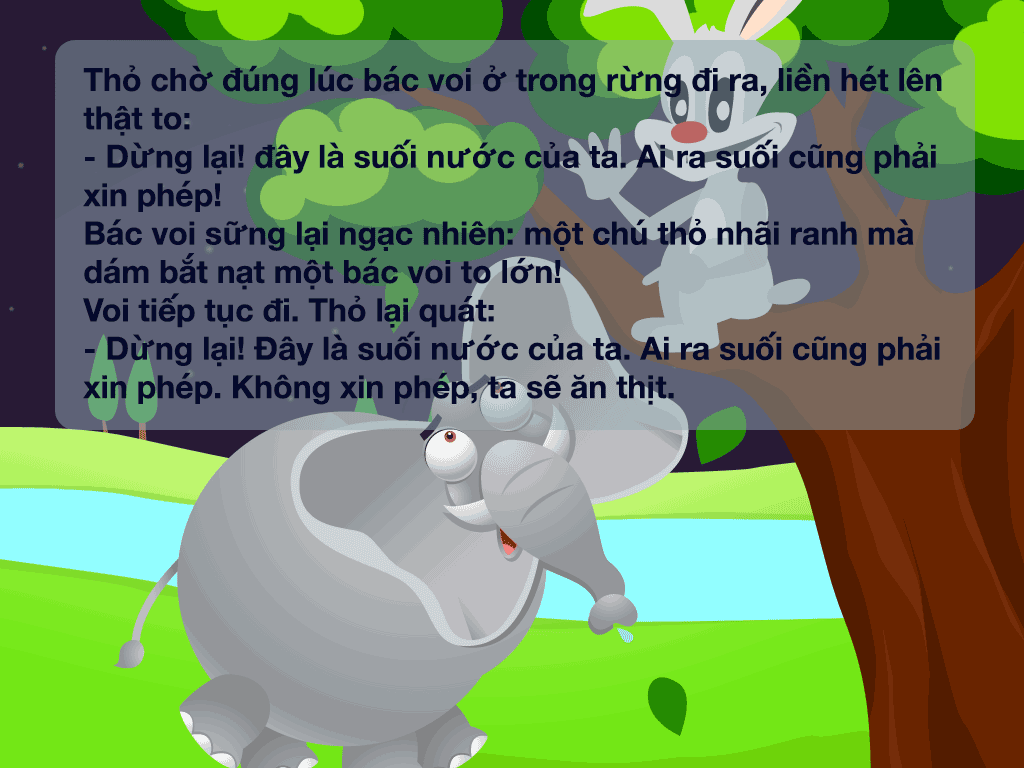 Thỏ chờ đúng lúc bác voi ở trong rừng đi ra, liền hét lên
thật to:
- Dừng lại! đây là suối nước của ta. Ai ra suối cũng phải
xin phép!
Bác voi sững lại ngạc nhiên: một chú thỏ nhãi ranh mà
dám bắt nạt một bác voi to lớn!
Voi tiếp tục đi. Thỏ lại quát:
- Dừng lại! Đây là suối nước của ta. Ai ra suối cũng phải
xin phép. Không xin phép, ta sẽ ăn thịt.